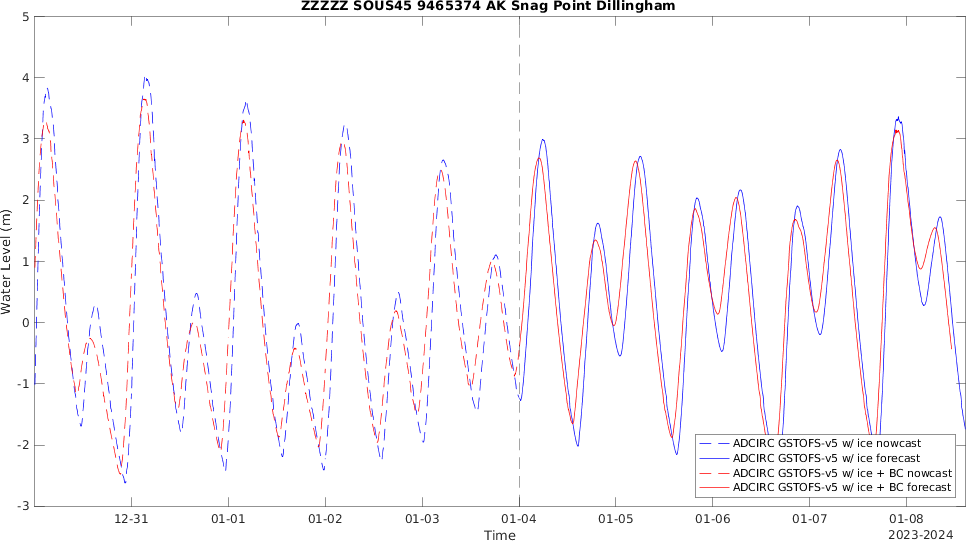 ZZZZZ SOUS45 9465374 AK Snag Point Dillingham
5
4
3
2
1
0
-1
-2
-3
Water Level (m)
ADCIRC GSTOFS-v5 w/ ice nowcast
ADCIRC GSTOFS-v5 w/ ice forecast
ADCIRC GSTOFS-v5 w/ ice + BC nowcast
ADCIRC GSTOFS-v5 w/ ice + BC forecast
12-31 01-01 01-02 01-03 01-04 01-05 01-06 01-07 01-08
Time
2023-2024